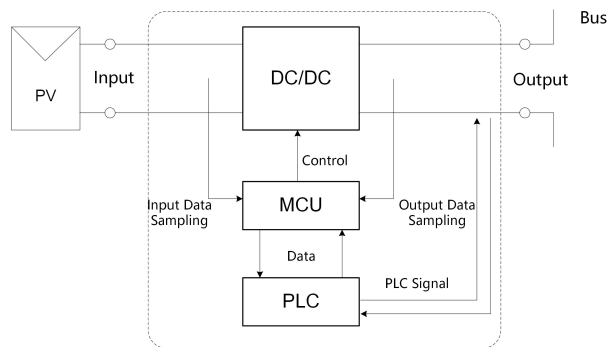 Bus
Input
DC/DC
Output
PV
Control
Input Data
Sampling
MCU
Output Data
Sampling
Data
PLC Signal
PLC